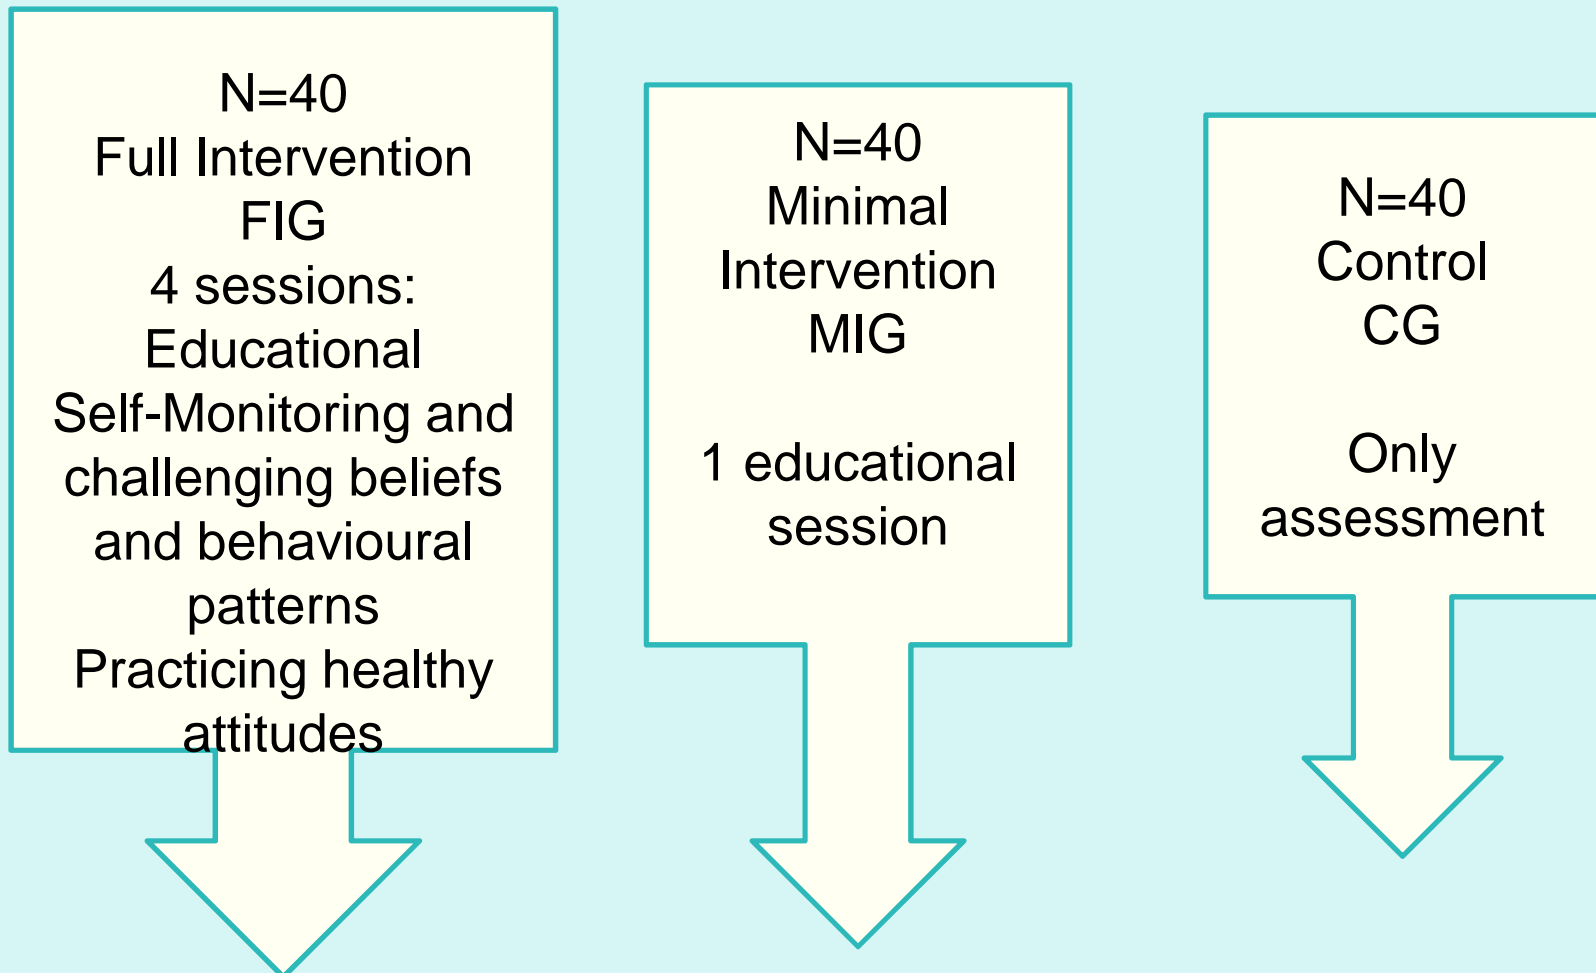 N=40
Full Intervention
FIG
4 sessions:
Educational
Self-Monitoring and
challenging beliefs
and behavioural
patterns
Practicing healthy
attitudes
N=40
Minimal
Intervention
MIG
1 educational
session
N=40
Control
CG
Only
assessment